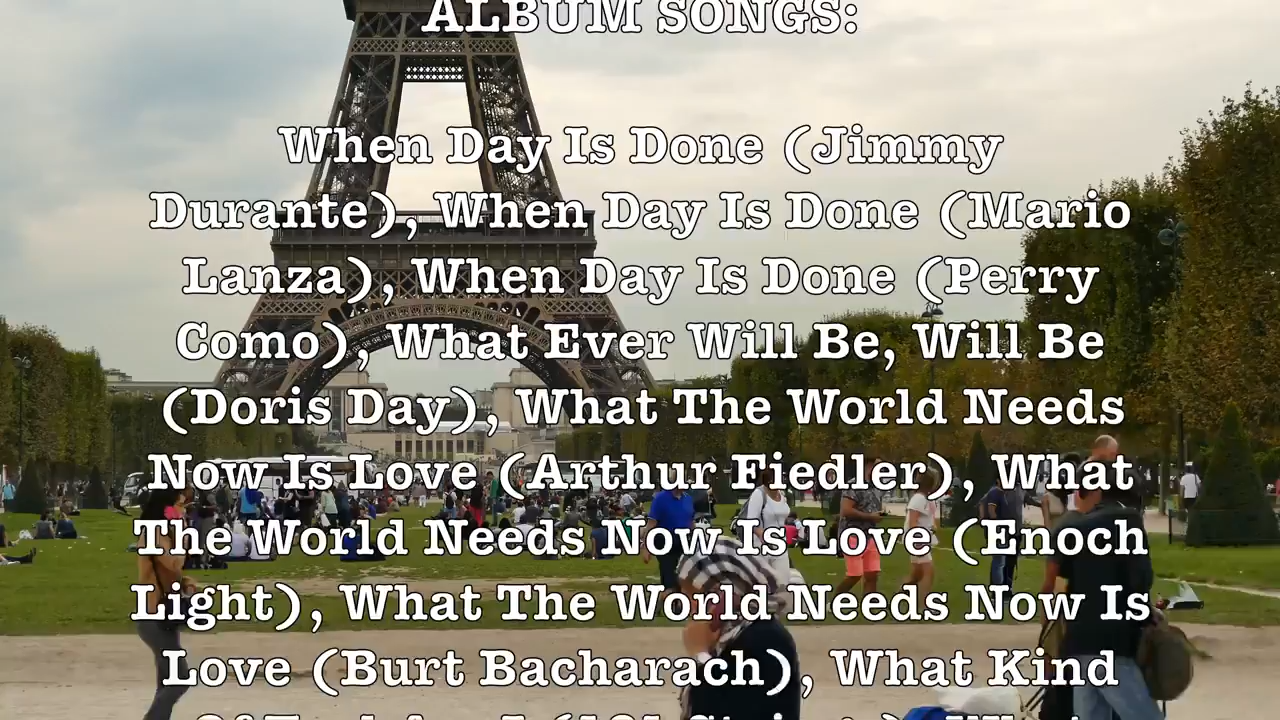 ALBUM SONGS:
When Day Is Done (Jimmy
Durante), When Day Is Done (Mario
Lanza), When Day Is Done (Perry
Como), What Ever Will Be, Will Be
(Doris Day), What The World Needs
Now Is Love (Arthur Fiedler), What
The World Needs Now Is Love (Enoch
Light), What The World Needs Now Is
Love (Burt Bacharach), What Kind